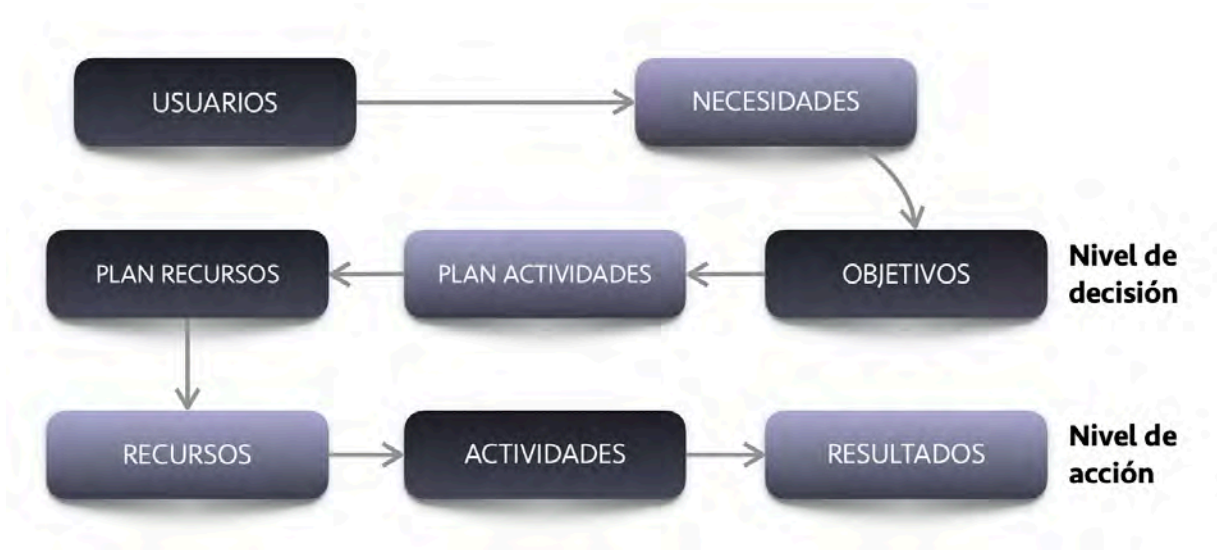 USUARIOS
NECESIDADES
PLAN RECURSOS
PLAN ACTIVIDADES
OBJETIVOS
Nivel de
decisión
RECURSOS
ACTIVIDADES
RESULTADOS
Nivel de
acción